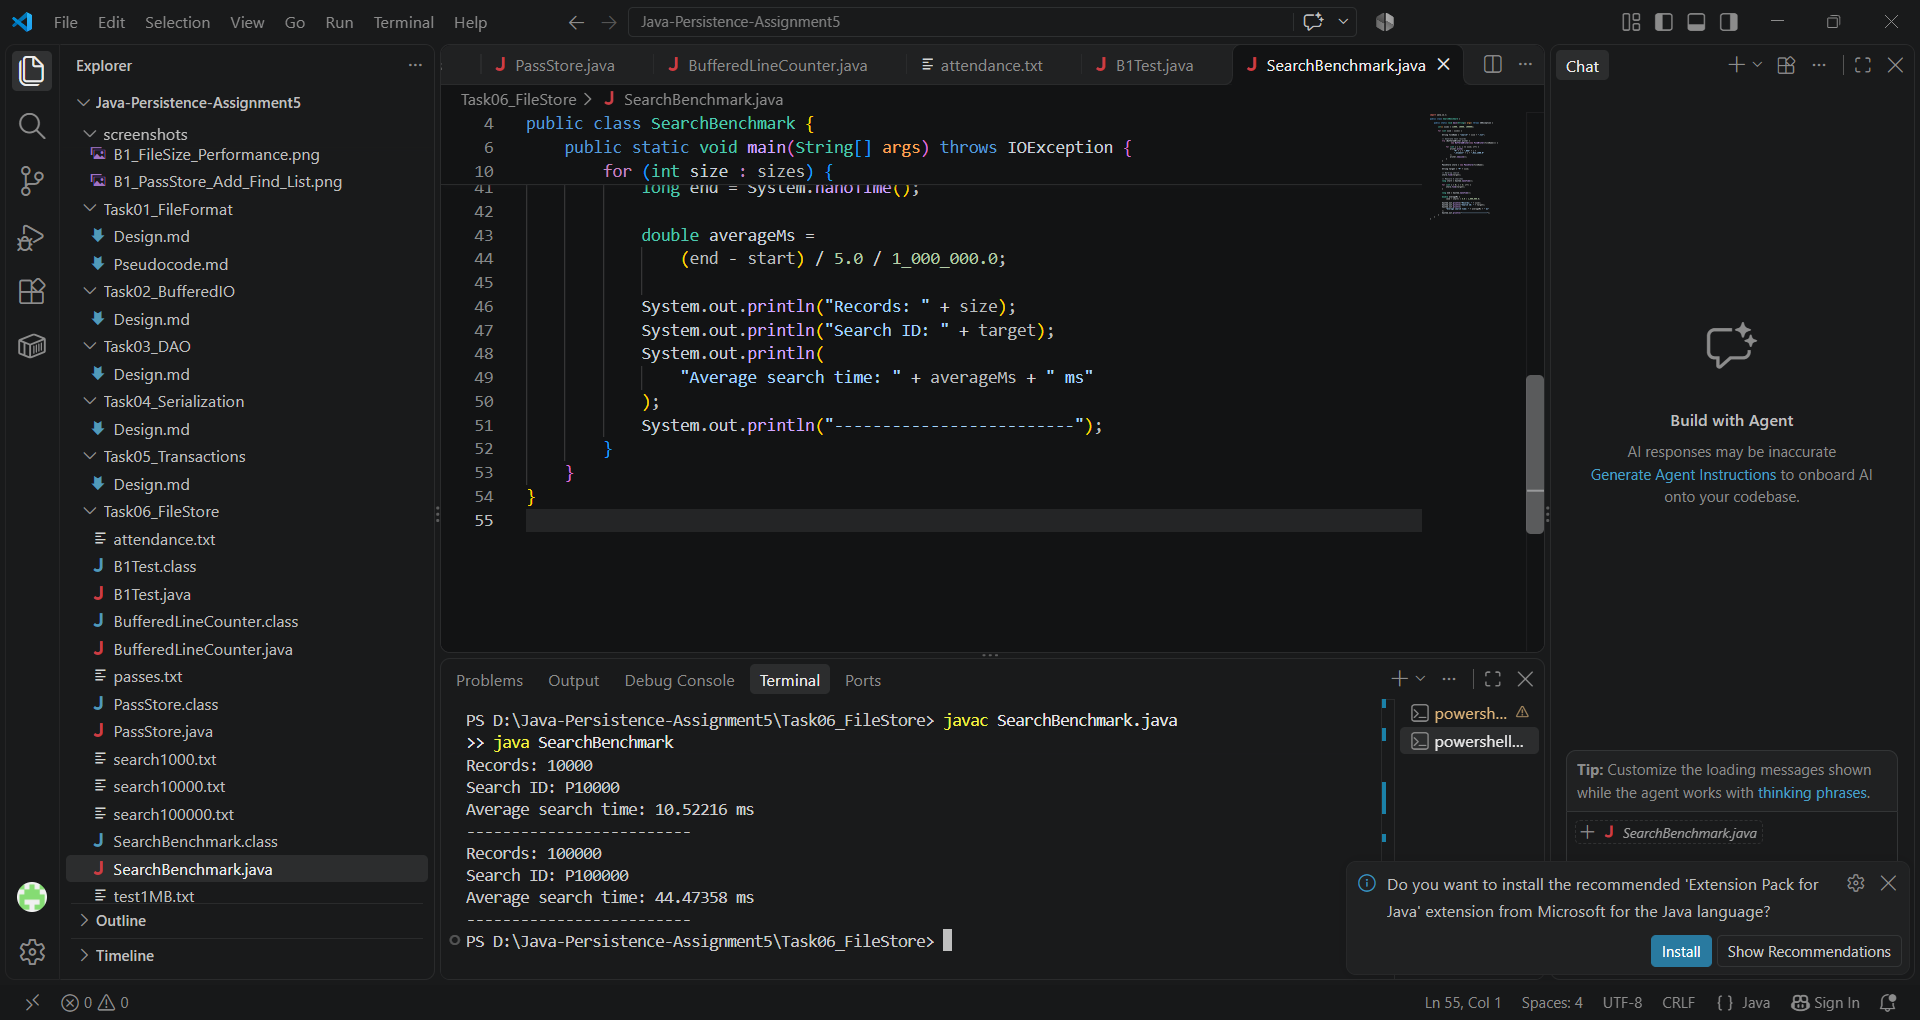 File Edit Selection View Go Run Terminal Help
Java-Persistence-Assignment5
Explorer
Java-Persistence-Assignment5
screenshots
B1_FileSize_Performance.png
B1_PassStore_Add_Find_List.png
Task01_FileFormat
Design.md
Pseudocode.md
Task02_BufferedIO
Design.md
Task03_DAO
Design.md
Task04_Serialization
Design.md
Task05_Transactions
Design.md
Task06_FileStore
attendance.txt
B1Test.class
B1Test.java
BufferedLineCounter.class
BufferedLineCounter.java
passes.txt
PassStore.class
PassStore.java
search1000.txt
search10000.txt
search100000.txt
SearchBenchmark.class
SearchBenchmark.java
test1MB.txt
Outline
Timeline
PassStore.java BufferedLineCounter.java attendance.txt B1Test.java SearchBenchmark.java
Task06_FileStore > SearchBenchmark.java
4 public class SearchBenchmark {
6 public static void main(String[] args) throws IOException {
10 for (int size : sizes) {
41 long end = System.nanoTime();
42
43 double averageMs =
44 (end - start) / 5.0 / 1_000_000.0;
45
46 System.out.println("Records: " + size);
47 System.out.println("Search ID: " + target);
48 System.out.println(
49 "Average search time: " + averageMs + " ms"
50 );
51 System.out.println("-------------------------");
52 }
53 }
54 }
55
Problems Output Debug Console Terminal Ports
PS D:\Java-Persistence-Assignment5\Task06_FileStore> javac SearchBenchmark.java
>> java SearchBenchmark
Records: 10000
Search ID: P10000
Average search time: 10.52216 ms
-------------------------
Records: 100000
Search ID: P100000
Average search time: 44.47358 ms
-------------------------
PS D:\Java-Persistence-Assignment5\Task06_FileStore>
powersh...
powershell...
Chat
Build with Agent
AI responses may be inaccurate
Generate Agent Instructions to onboard AI
onto your codebase.
Tip: Customize the loading messages shown
while the agent works with thinking phrases.
SearchBenchmark.java
Do you want to install the recommended 'Extension Pack for
Java' extension from Microsoft for the Java language?
Install Show Recommendations
0 0
Ln 55, Col 1 Spaces: 4 UTF-8 CRLF {} Java Sign In